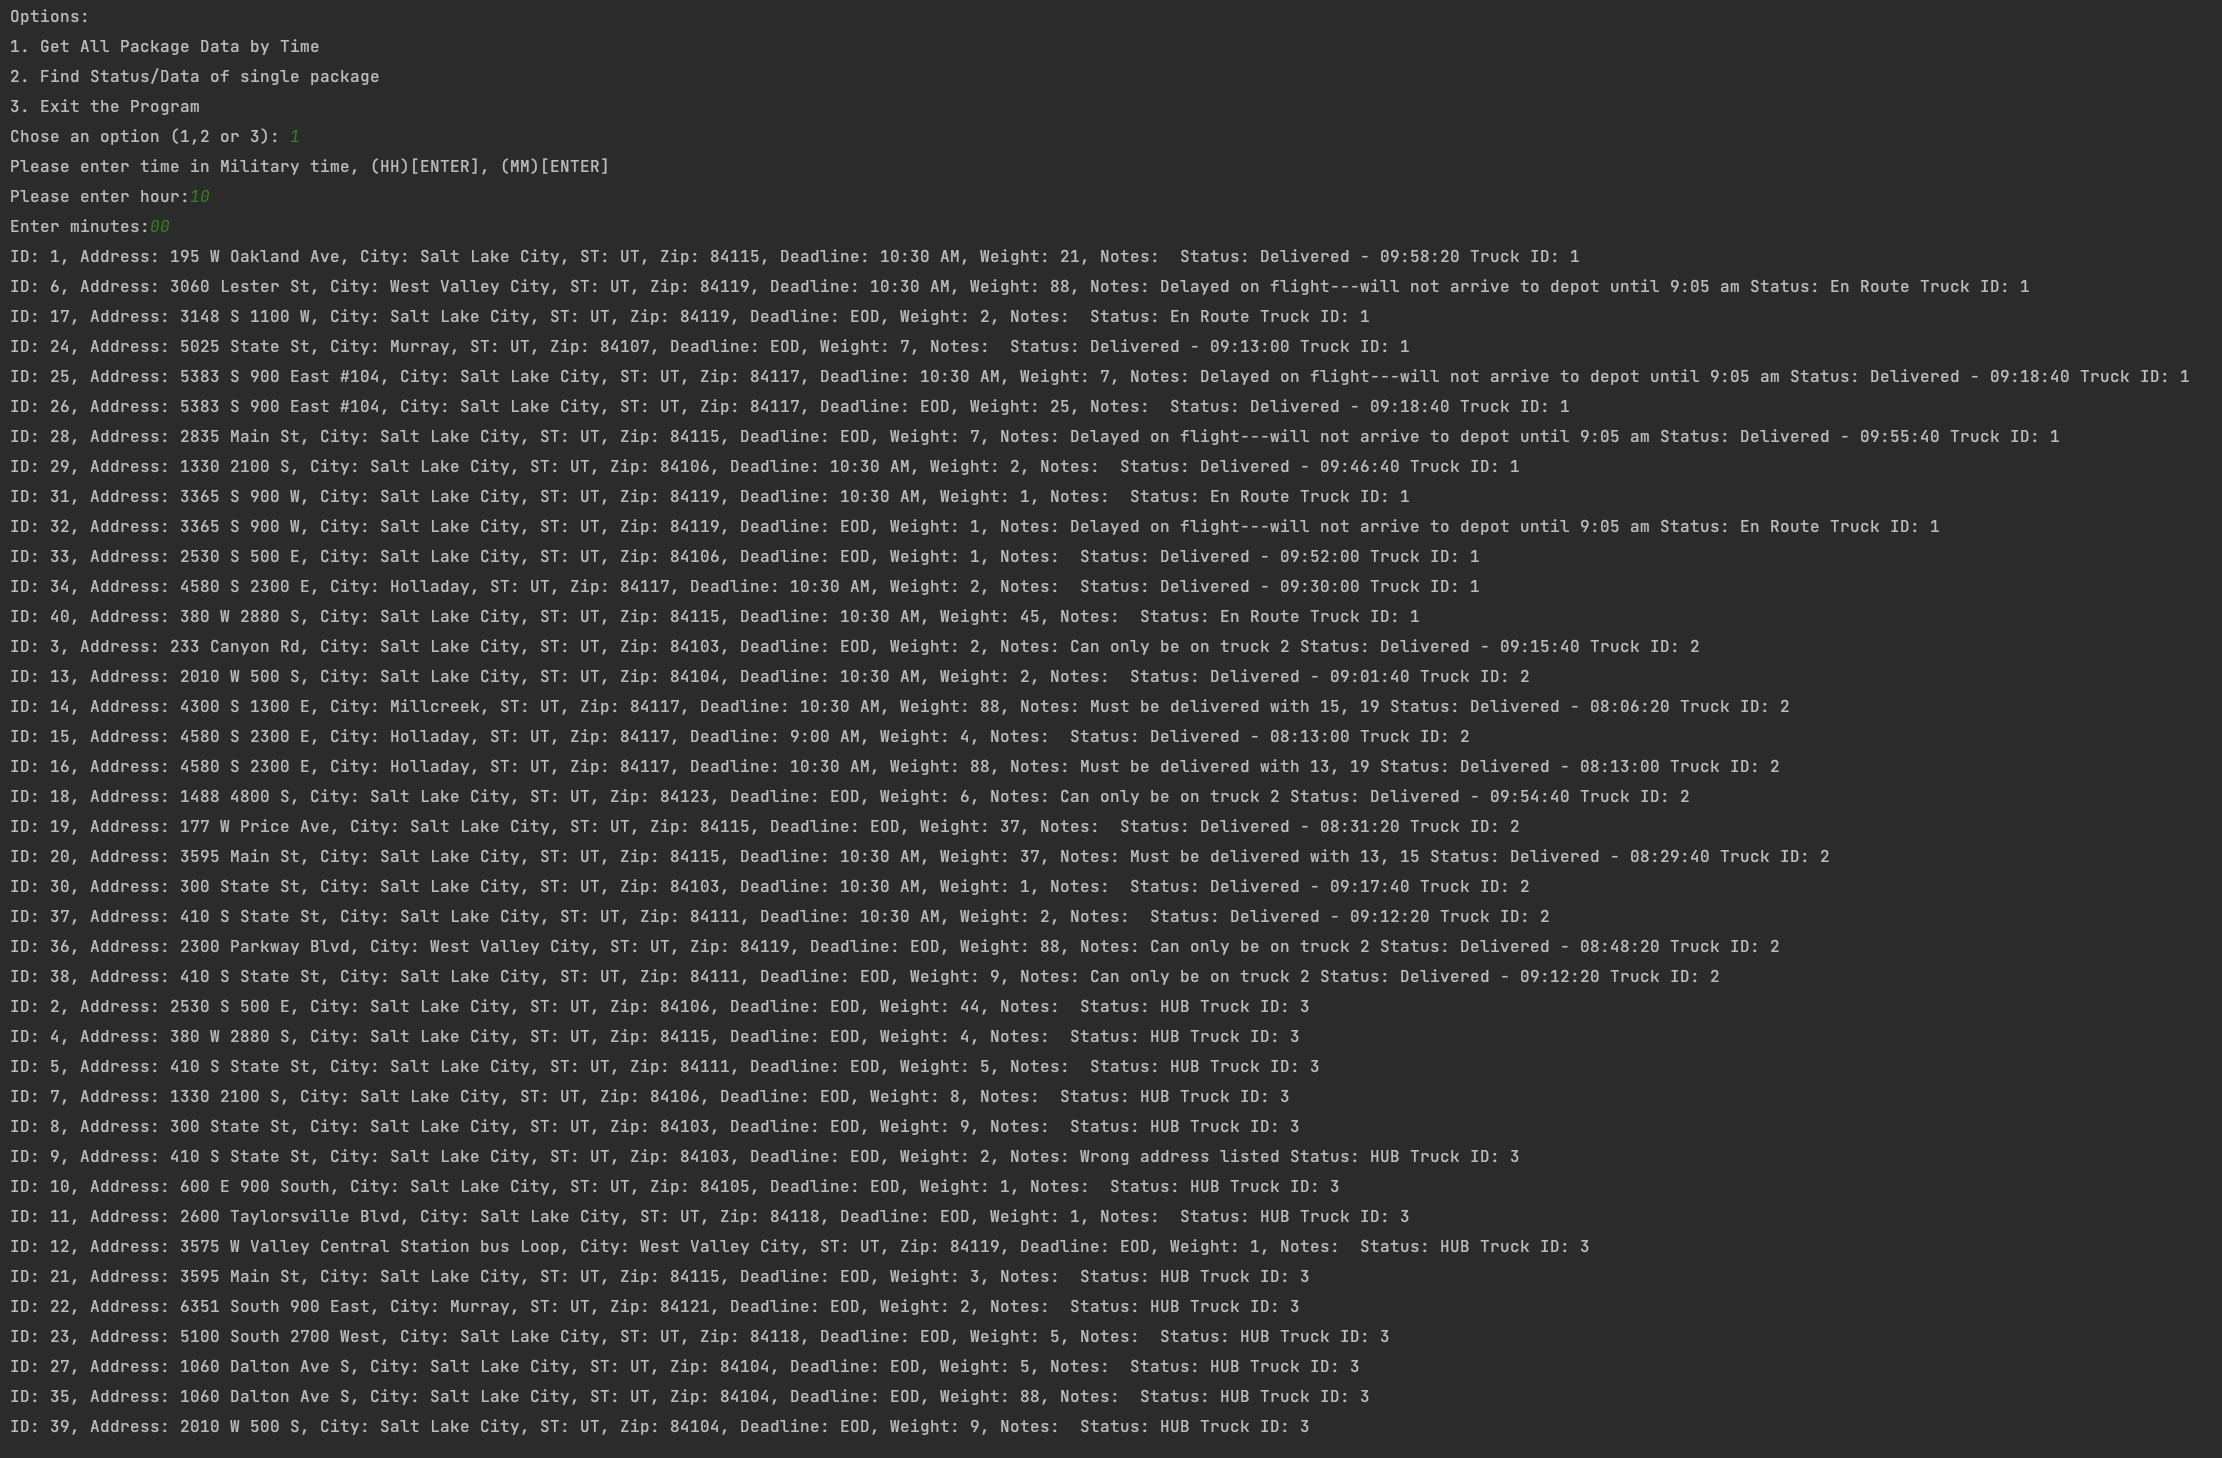 Options:
1. Get All Package Data by Time
2. Find Status/Data of single package
3. Exit the Program
Chose an option (1,2 or 3): 1
Please enter time in Military time, (HH)[ENTER], (MM)[ENTER]
Please enter hour:10
Enter minutes:00
ID: 1, Address: 195 W Oakland Ave, City: Salt Lake City, ST: UT, Zip: 84115, Deadline: 10:30 AM, Weight: 21, Notes:  Status: Delivered - 09:58:20 Truck ID: 1
ID: 6, Address: 3060 Lester St, City: West Valley City, ST: UT, Zip: 84119, Deadline: 10:30 AM, Weight: 88, Notes: Delayed on flight---will not arrive to depot until 9:05 am Status: En Route Truck ID: 1
ID: 17, Address: 3148 S 1100 W, City: Salt Lake City, ST: UT, Zip: 84119, Deadline: EOD, Weight: 2, Notes:  Status: En Route Truck ID: 1
ID: 24, Address: 5025 State St, City: Murray, ST: UT, Zip: 84107, Deadline: EOD, Weight: 7, Notes:  Status: Delivered - 09:13:00 Truck ID: 1
ID: 25, Address: 5383 S 900 East #104, City: Salt Lake City, ST: UT, Zip: 84117, Deadline: 10:30 AM, Weight: 7, Notes: Delayed on flight---will not arrive to depot until 9:05 am Status: Delivered - 09:18:40 Truck ID: 1
ID: 26, Address: 5383 S 900 East #104, City: Salt Lake City, ST: UT, Zip: 84117, Deadline: EOD, Weight: 25, Notes:  Status: Delivered - 09:18:40 Truck ID: 1
ID: 28, Address: 2835 Main St, City: Salt Lake City, ST: UT, Zip: 84115, Deadline: EOD, Weight: 7, Notes: Delayed on flight---will not arrive to depot until 9:05 am Status: Delivered - 09:55:40 Truck ID: 1
ID: 29, Address: 1330 2100 S, City: Salt Lake City, ST: UT, Zip: 84106, Deadline: 10:30 AM, Weight: 2, Notes:  Status: Delivered - 09:46:40 Truck ID: 1
ID: 31, Address: 3365 S 900 W, City: Salt Lake City, ST: UT, Zip: 84119, Deadline: 10:30 AM, Weight: 1, Notes:  Status: En Route Truck ID: 1
ID: 32, Address: 3365 S 900 W, City: Salt Lake City, ST: UT, Zip: 84119, Deadline: EOD, Weight: 1, Notes: Delayed on flight---will not arrive to depot until 9:05 am Status: En Route Truck ID: 1
ID: 33, Address: 2530 S 500 E, City: Salt Lake City, ST: UT, Zip: 84106, Deadline: EOD, Weight: 1, Notes:  Status: Delivered - 09:52:00 Truck ID: 1
ID: 34, Address: 4580 S 2300 E, City: Holladay, ST: UT, Zip: 84117, Deadline: 10:30 AM, Weight: 2, Notes:  Status: Delivered - 09:30:00 Truck ID: 1
ID: 40, Address: 380 W 2880 S, City: Salt Lake City, ST: UT, Zip: 84115, Deadline: 10:30 AM, Weight: 45, Notes:  Status: En Route Truck ID: 1
ID: 3, Address: 233 Canyon Rd, City: Salt Lake City, ST: UT, Zip: 84103, Deadline: EOD, Weight: 2, Notes: Can only be on truck 2 Status: Delivered - 09:15:40 Truck ID: 2
ID: 13, Address: 2010 W 500 S, City: Salt Lake City, ST: UT, Zip: 84104, Deadline: 10:30 AM, Weight: 2, Notes:  Status: Delivered - 09:01:40 Truck ID: 2
ID: 14, Address: 4300 S 1300 E, City: Millcreek, ST: UT, Zip: 84117, Deadline: 10:30 AM, Weight: 88, Notes: Must be delivered with 15, 19 Status: Delivered - 08:06:20 Truck ID: 2
ID: 15, Address: 4580 S 2300 E, City: Holladay, ST: UT, Zip: 84117, Deadline: 9:00 AM, Weight: 4, Notes:  Status: Delivered - 08:13:00 Truck ID: 2
ID: 16, Address: 4580 S 2300 E, City: Holladay, ST: UT, Zip: 84117, Deadline: 10:30 AM, Weight: 88, Notes: Must be delivered with 13, 19 Status: Delivered - 08:13:00 Truck ID: 2
ID: 18, Address: 1488 4800 S, City: Salt Lake City, ST: UT, Zip: 84123, Deadline: EOD, Weight: 6, Notes: Can only be on truck 2 Status: Delivered - 09:54:40 Truck ID: 2
ID: 19, Address: 177 W Price Ave, City: Salt Lake City, ST: UT, Zip: 84115, Deadline: EOD, Weight: 37, Notes:  Status: Delivered - 08:31:20 Truck ID: 2
ID: 20, Address: 3595 Main St, City: Salt Lake City, ST: UT, Zip: 84115, Deadline: 10:30 AM, Weight: 37, Notes: Must be delivered with 13, 15 Status: Delivered - 08:29:40 Truck ID: 2
ID: 30, Address: 300 State St, City: Salt Lake City, ST: UT, Zip: 84103, Deadline: 10:30 AM, Weight: 1, Notes:  Status: Delivered - 09:17:40 Truck ID: 2
ID: 37, Address: 410 S State St, City: Salt Lake City, ST: UT, Zip: 84111, Deadline: 10:30 AM, Weight: 2, Notes:  Status: Delivered - 09:12:20 Truck ID: 2
ID: 36, Address: 2300 Parkway Blvd, City: West Valley City, ST: UT, Zip: 84119, Deadline: EOD, Weight: 88, Notes: Can only be on truck 2 Status: Delivered - 08:48:20 Truck ID: 2
ID: 38, Address: 410 S State St, City: Salt Lake City, ST: UT, Zip: 84111, Deadline: EOD, Weight: 9, Notes: Can only be on truck 2 Status: Delivered - 09:12:20 Truck ID: 2
ID: 2, Address: 2530 S 500 E, City: Salt Lake City, ST: UT, Zip: 84106, Deadline: EOD, Weight: 44, Notes:  Status: HUB Truck ID: 3
ID: 4, Address: 380 W 2880 S, City: Salt Lake City, ST: UT, Zip: 84115, Deadline: EOD, Weight: 4, Notes:  Status: HUB Truck ID: 3
ID: 5, Address: 410 S State St, City: Salt Lake City, ST: UT, Zip: 84111, Deadline: EOD, Weight: 5, Notes:  Status: HUB Truck ID: 3
ID: 7, Address: 1330 2100 S, City: Salt Lake City, ST: UT, Zip: 84106, Deadline: EOD, Weight: 8, Notes:  Status: HUB Truck ID: 3
ID: 8, Address: 300 State St, City: Salt Lake City, ST: UT, Zip: 84103, Deadline: EOD, Weight: 9, Notes:  Status: HUB Truck ID: 3
ID: 9, Address: 410 S State St, City: Salt Lake City, ST: UT, Zip: 84103, Deadline: EOD, Weight: 2, Notes: Wrong address listed Status: HUB Truck ID: 3
ID: 10, Address: 600 E 900 South, City: Salt Lake City, ST: UT, Zip: 84105, Deadline: EOD, Weight: 1, Notes:  Status: HUB Truck ID: 3
ID: 11, Address: 2600 Taylorsville Blvd, City: Salt Lake City, ST: UT, Zip: 84118, Deadline: EOD, Weight: 1, Notes:  Status: HUB Truck ID: 3
ID: 12, Address: 3575 W Valley Central Station bus Loop, City: West Valley City, ST: UT, Zip: 84119, Deadline: EOD, Weight: 1, Notes:  Status: HUB Truck ID: 3
ID: 21, Address: 3595 Main St, City: Salt Lake City, ST: UT, Zip: 84115, Deadline: EOD, Weight: 3, Notes:  Status: HUB Truck ID: 3
ID: 22, Address: 6351 South 900 East, City: Murray, ST: UT, Zip: 84121, Deadline: EOD, Weight: 2, Notes:  Status: HUB Truck ID: 3
ID: 23, Address: 5100 South 2700 West, City: Salt Lake City, ST: UT, Zip: 84118, Deadline: EOD, Weight: 5, Notes:  Status: HUB Truck ID: 3
ID: 27, Address: 1060 Dalton Ave S, City: Salt Lake City, ST: UT, Zip: 84104, Deadline: EOD, Weight: 5, Notes:  Status: HUB Truck ID: 3
ID: 35, Address: 1060 Dalton Ave S, City: Salt Lake City, ST: UT, Zip: 84104, Deadline: EOD, Weight: 88, Notes:  Status: HUB Truck ID: 3
ID: 39, Address: 2010 W 500 S, City: Salt Lake City, ST: UT, Zip: 84104, Deadline: EOD, Weight: 9, Notes:  Status: HUB Truck ID: 3